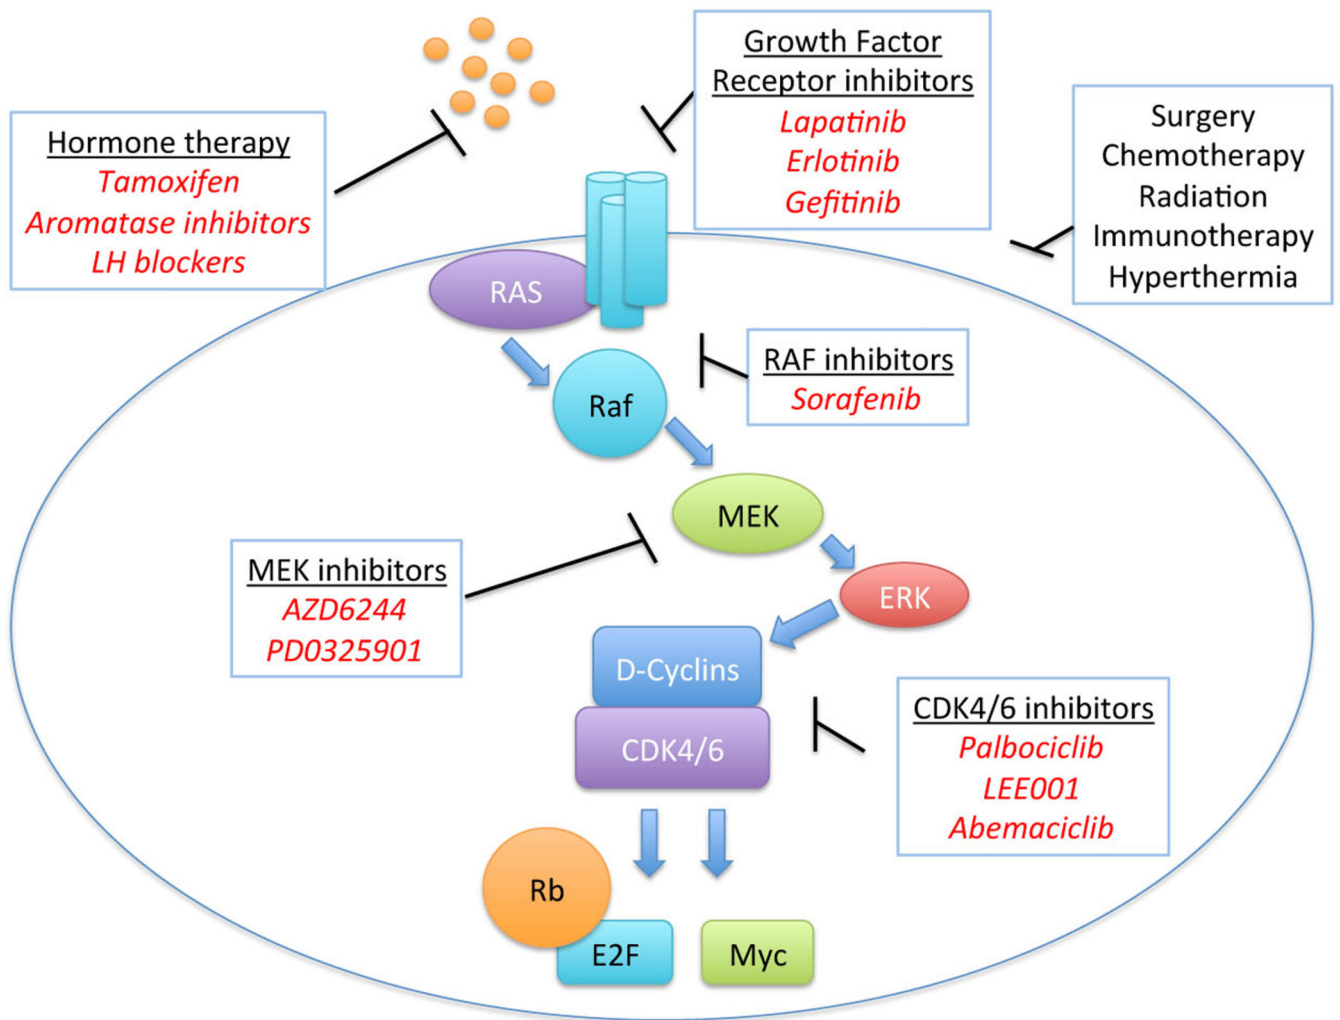 Growth Factor
Receptor inhibitors
Lapatinib
Erlotinib
Gefitinib
Hormone therapy
Tamoxifen
Aromatase inhibitors
LH blockers
Surgery
Chemotherapy
Radiation
Immunotherapy
Hyperthermia
RAS
RAF inhibitors
Sorafenib
Raf
MEK
MEK inhibitors
AZD6244
PD0325901
ERK
D-Cyclins
CDK4/6
CDK4/6 inhibitors
Palbociclib
LEE001
Abemaciclib
Rb
E2F
Myc